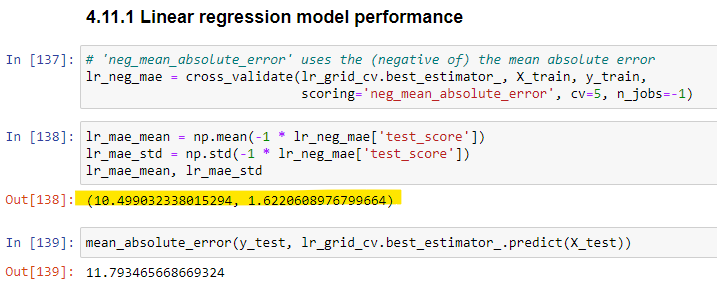 4.11.1 Linear regression model performance
In [137]: # 'neg_mean_absolute_error' uses the (negative of) the mean absolute error
lr_neg_mae = cross_validate(lr_grid_cv.best_estimator_, X_train, y_train,
scoring='neg_mean_absolute_error', cv=5, n_jobs=-1)
In [138]: lr_mae_mean = np.mean(-1 * lr_neg_mae['test_score'])
lr_mae_std = np.std(-1 * lr_neg_mae['test_score'])
lr_mae_mean, lr_mae_std
Out[138]: (10.499032338015294, 1.6220608976799664)
In [139]: mean_absolute_error(y_test, lr_grid_cv.best_estimator_.predict(X_test))
Out[139]: 11.793465668669324